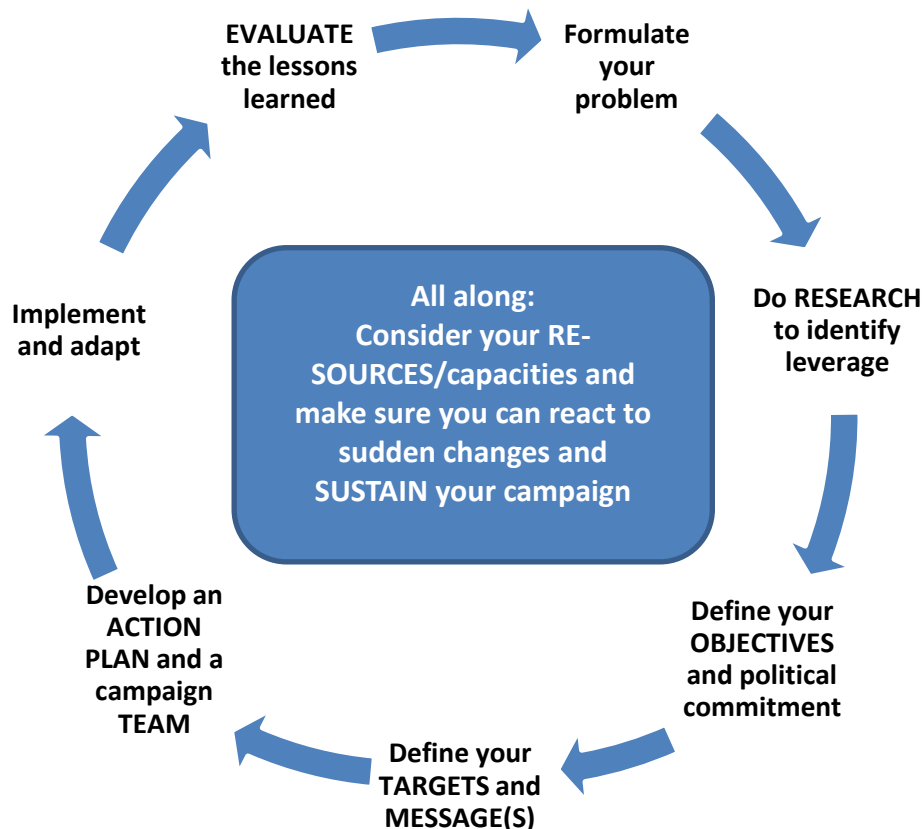 EVALUATE
the lessons
learned
Formulate
your
problem
Do RESEARCH
to identify
leverage
Define your
OBJECTIVES
and political
commitment
Define your
TARGETS and
MESSAGE(S)
Develop an
ACTION
PLAN and a
campaign
TEAM
Implement
and adapt
All along:
Consider your RE-
SOURCES/capacities and
make sure you can react to
sudden changes and
SUSTAIN your campaign